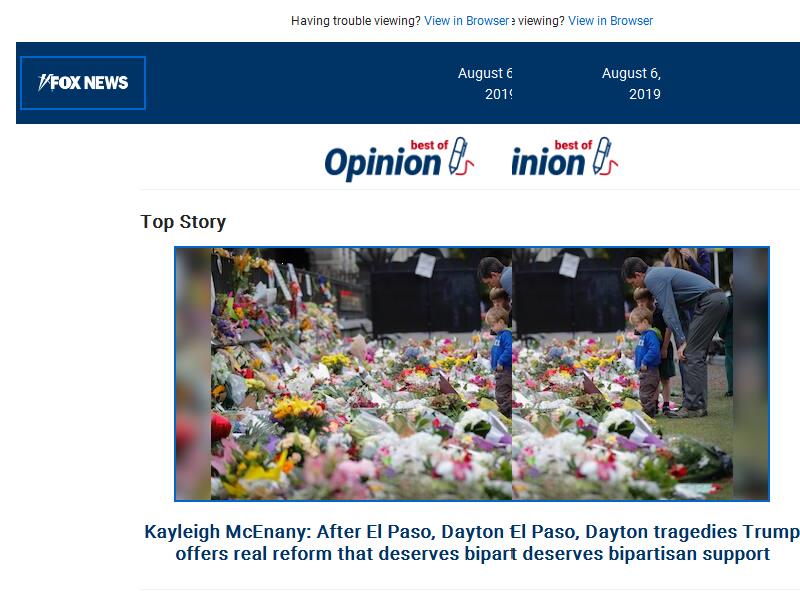 Having trouble viewing? View in Browser e viewing? View in Browser
FOX NEWS
August 6 August 6,
2019 2019
best of best of
Opinion inion
Top Story
Kayleigh McEnany: After El Paso, Dayton El Paso, Dayton tragedies Trump
offers real reform that deserves bipart deserves bipartisan support